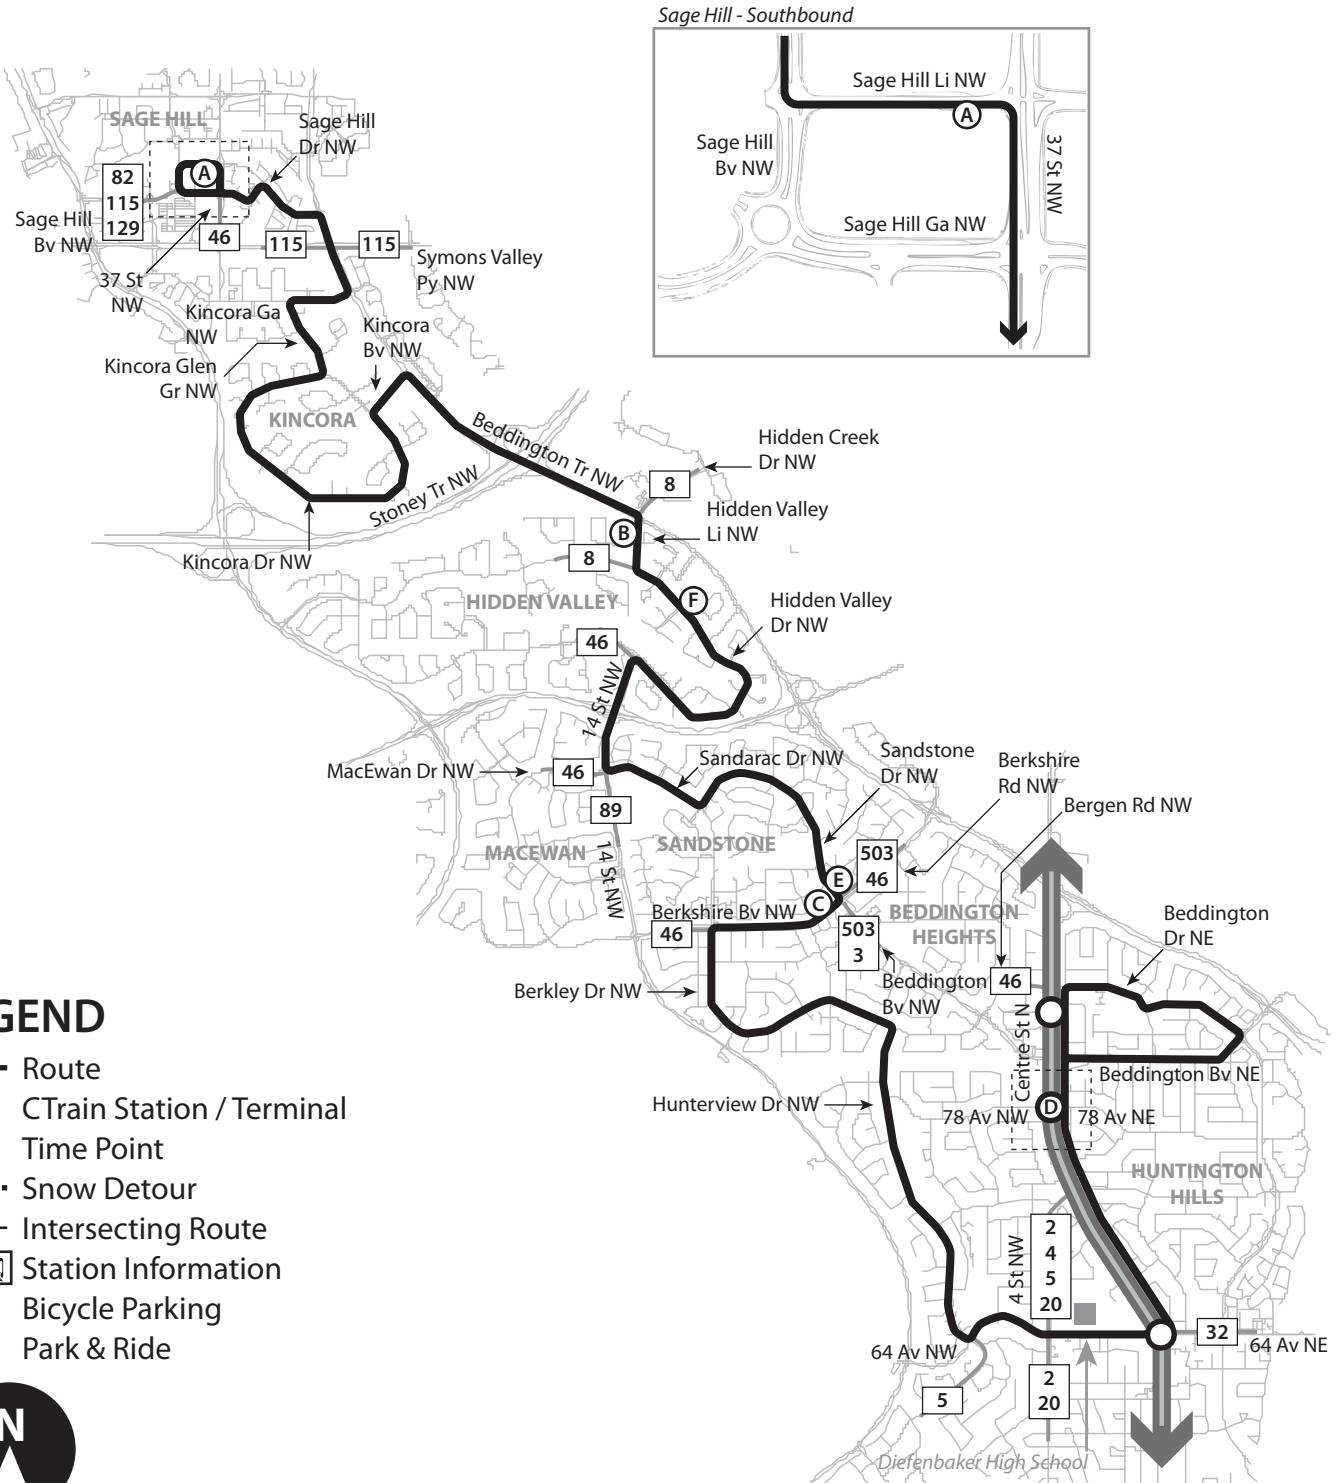 Sage Hill - Southbound
Sage Hill Li NW
A
Sage Hill
Bv NW
37 St NW
Sage Hill Ga NW
SAGE HILL
Sage Hill
Dr NW
A
82
115
129
Sage Hill
Bv NW
46
115
115
Symons Valley
Py NW
37 St
NW
Kincora Ga
NW
Kincora
Bv NW
Kincora Glen
Gr NW
KINCORA
Beddington Tr NW
Hidden Creek
Dr NW
8
Stoney Tr NW
Hidden Valley
Li NW
B
Kincora Dr NW
8
HIDDEN VALLEY
F
Hidden Valley
Dr NW
46
14 St NW
Sandarac Dr NW
Sandstone
Dr NW
Berkshire
Rd NW
MacEwan Dr NW
46
89
Bergen Rd NW
MACEWAN
SANDSTONE
14 St NW
503
46
E
C
Berkshire Bv NW
46
BEDDINGTON
HEIGHTS
503
3
Beddington
Dr NE
Beddington
Bv NW
46
Berkley Dr NW
Centre St N
Beddington Bv NE
Hunterview Dr NW
D
78 Av NW
78 Av NE
HUNTINGTON
HILLS
4 St NW
2
4
5
20
64 Av NW
32
64 Av NE
5
2
20
Diefenbaker High School
GEND
Route
CTrain Station / Terminal
Time Point
Snow Detour
Intersecting Route
Station Information
Bicycle Parking
Park & Ride
N